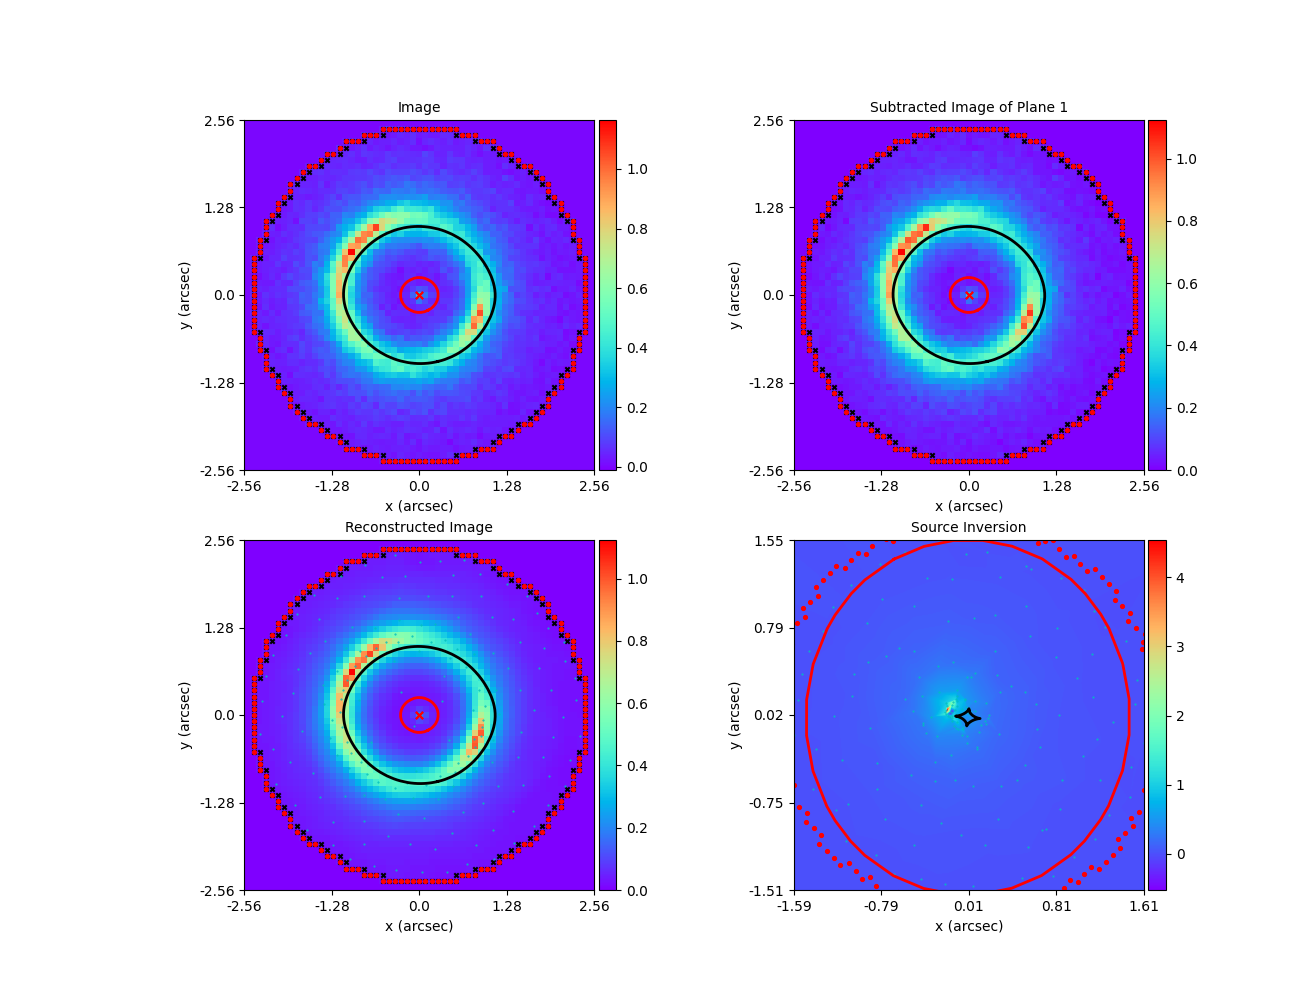 Image
2.56
1.28
0.0
-1.28
-2.56
y (arcsec)
-2.56 -1.28 0.0 1.28 2.56
x (arcsec)
1.0
0.8
0.6
0.4
0.2
0.0
Subtracted Image of Plane 1
2.56
1.28
0.0
-1.28
-2.56
y (arcsec)
-2.56 -1.28 0.0 1.28 2.56
x (arcsec)
1.0
0.8
0.6
0.4
0.2
0.0
Reconstructed Image
2.56
1.28
0.0
-1.28
-2.56
y (arcsec)
-2.56 -1.28 0.0 1.28 2.56
x (arcsec)
1.0
0.8
0.6
0.4
0.2
0.0
Source Inversion
1.55
0.79
0.02
-0.75
-1.51
y (arcsec)
-1.59 -0.79 0.01 0.81 1.61
x (arcsec)
4
3
2
1
0